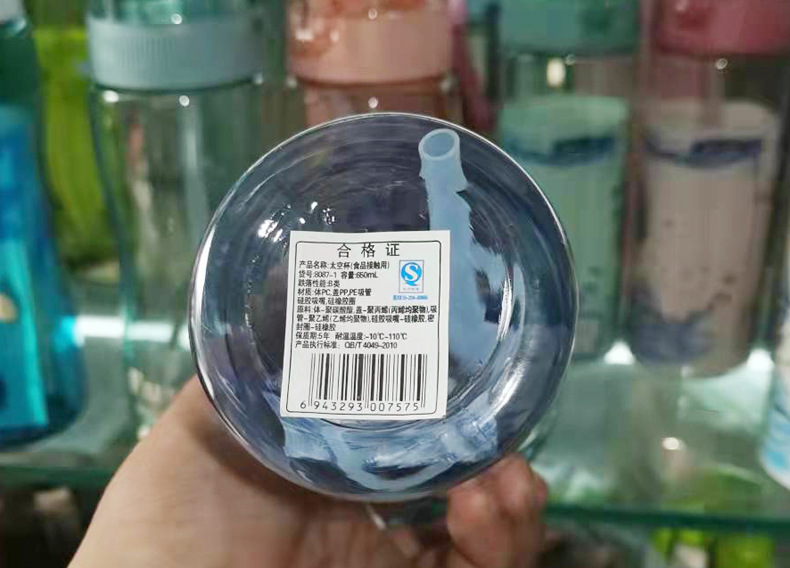 合格证
产品名称:太空杯(食品接触用)
货号:8087-1 容量:650mL
跌落性能:B类
材质:体PC,盖PP,PE吸管
硅胶吸嘴,硅橡胶圈
原料:体-聚碳酸酯,盖-聚丙烯(丙烯均聚物),吸
管-聚乙烯(乙烯均聚物),硅胶吸嘴-硅橡胶,密
封圈-硅橡胶
保质期:5年 耐温温度:-10℃-110℃
产品执行标准: QB/T 4049-2010
6 943293 007575